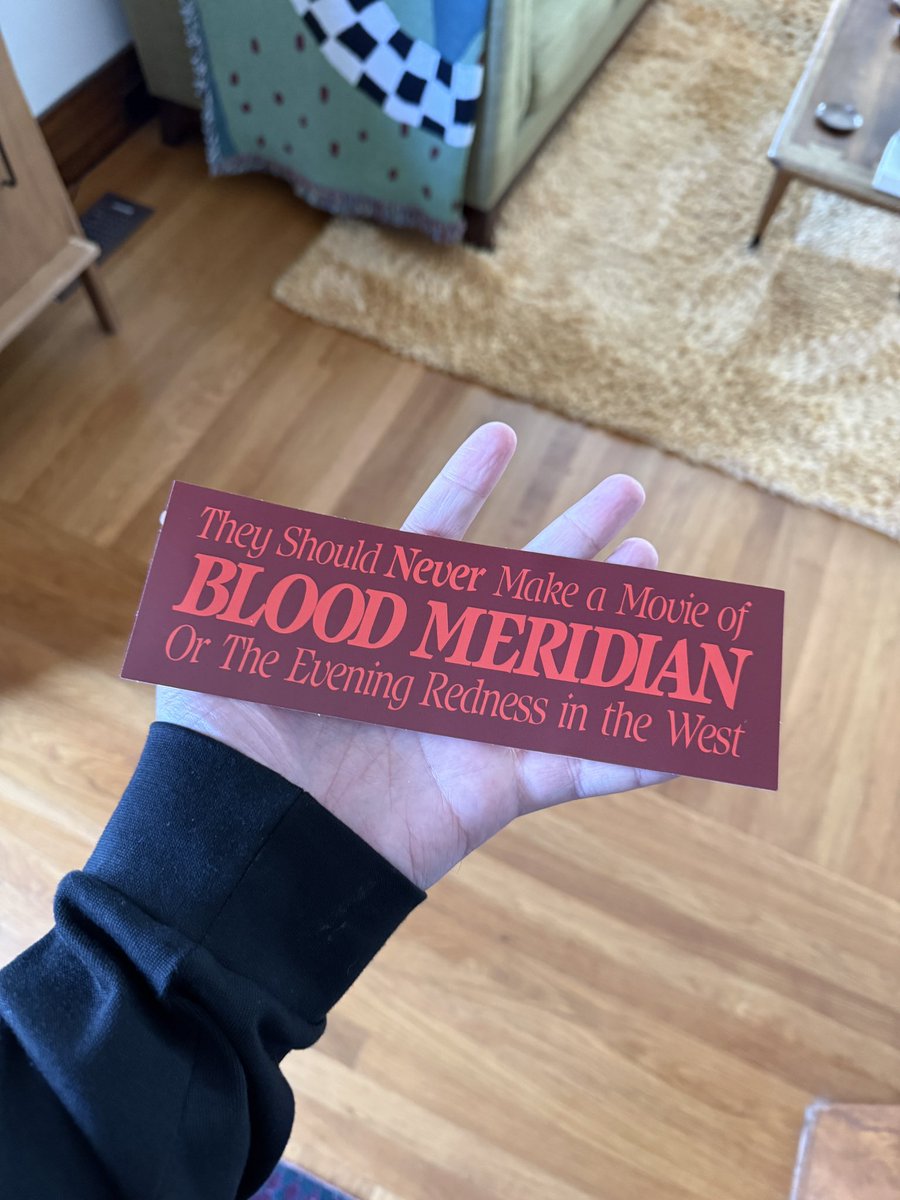 They Should Never Make a Movie of
BLOOD MERIDIAN
Or The Evening Redness in the West